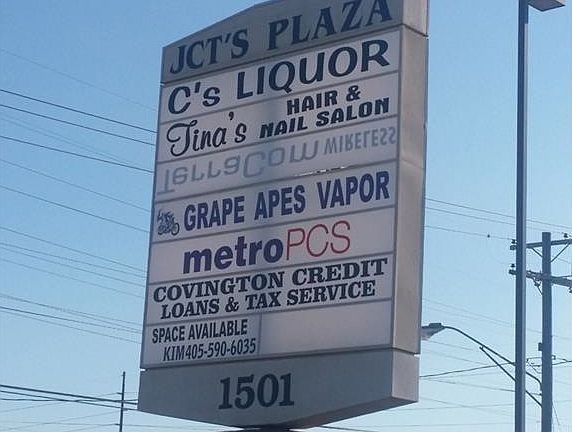 JCT'S PLAZA
C's LIQUOR
Tina's HAIR &
NAIL SALON
TerraCom WIRELESS
GRAPE APES VAPOR
metroPCS
COVINGTON CREDIT
LOANS & TAX SERVICE
SPACE AVAILABLE
KIM405-590-6035
1501